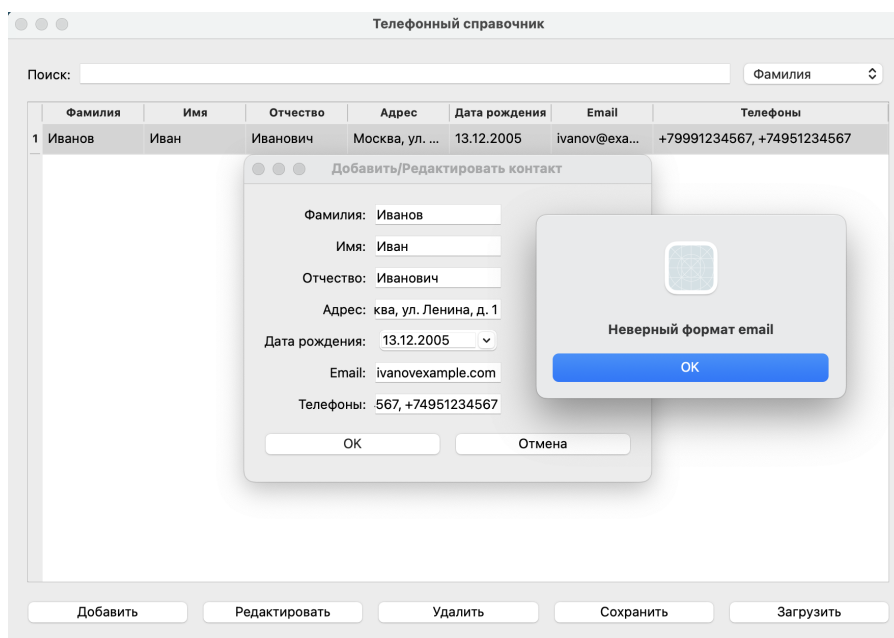 Телефонный справочник
Поиск:
Фамилия
Фамилия Имя Отчество Адрес Дата рождения Email Телефоны
1 Иванов Иван Иванович Москва, ул. ... 13.12.2005 ivanov@exa... +79991234567, +74951234567
Добавить/Редактировать контакт
Фамилия: Иванов
Имя: Иван
Отчество: Иванович
Адрес: ква, ул. Ленина, д. 1
Дата рождения: 13.12.2005
Email: ivanovexample.com
Телефоны: 567, +74951234567
OK Отмена
Неверный формат email
OK
Добавить Редактировать Удалить Сохранить Загрузить